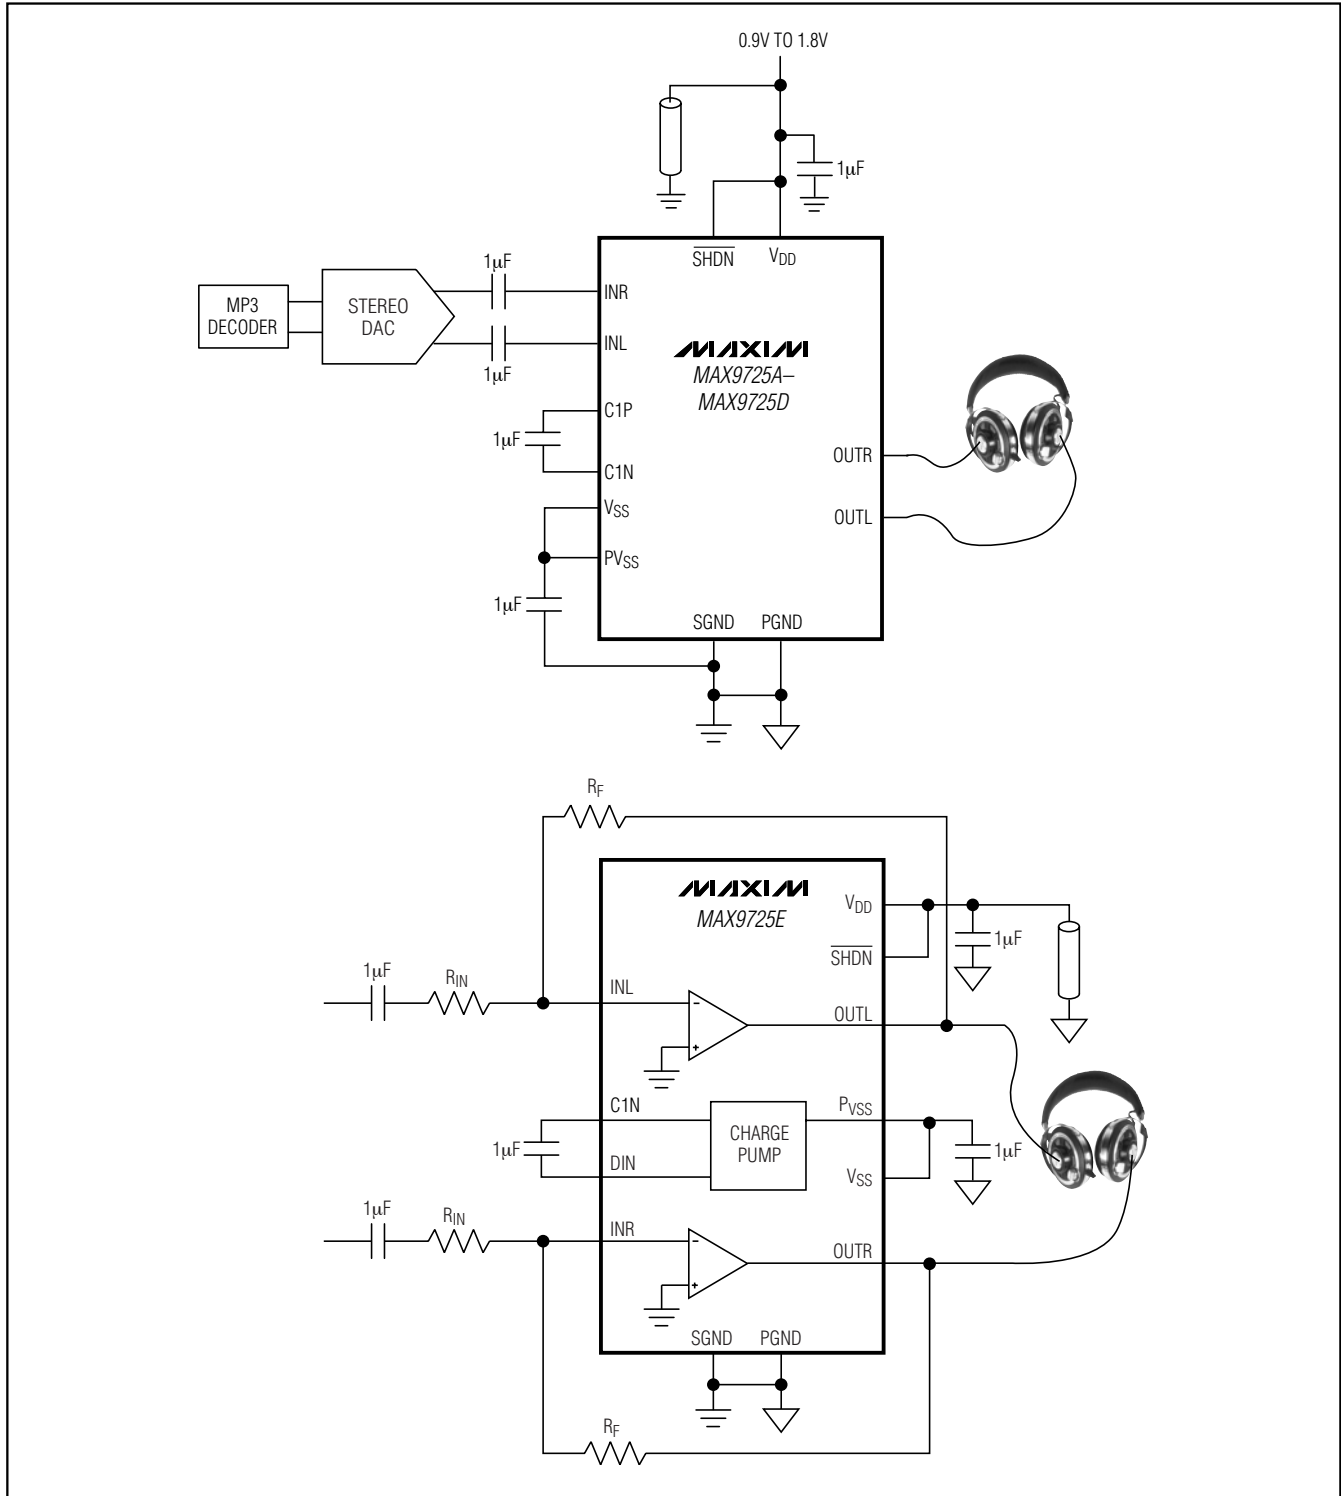 0.9V TO 1.8V
1µF
SHDN
VDD
1µF
MP3
DECODER
STEREO
DAC
INR
INL
1µF
MAXIM
MAX9725A–
MAX9725D
C1P
1µF
C1N
OUTR
VSS
OUTL
PVSS
1µF
SGND
PGND
RF
MAXIM
MAX9725E
VDD
1µF
SHDN
1µF
RIN
INL
OUTL
C1N
PVSS
1µF
CHARGE
PUMP
1µF
DIN
VSS
1µF
RIN
INR
OUTR
SGND
PGND
RF